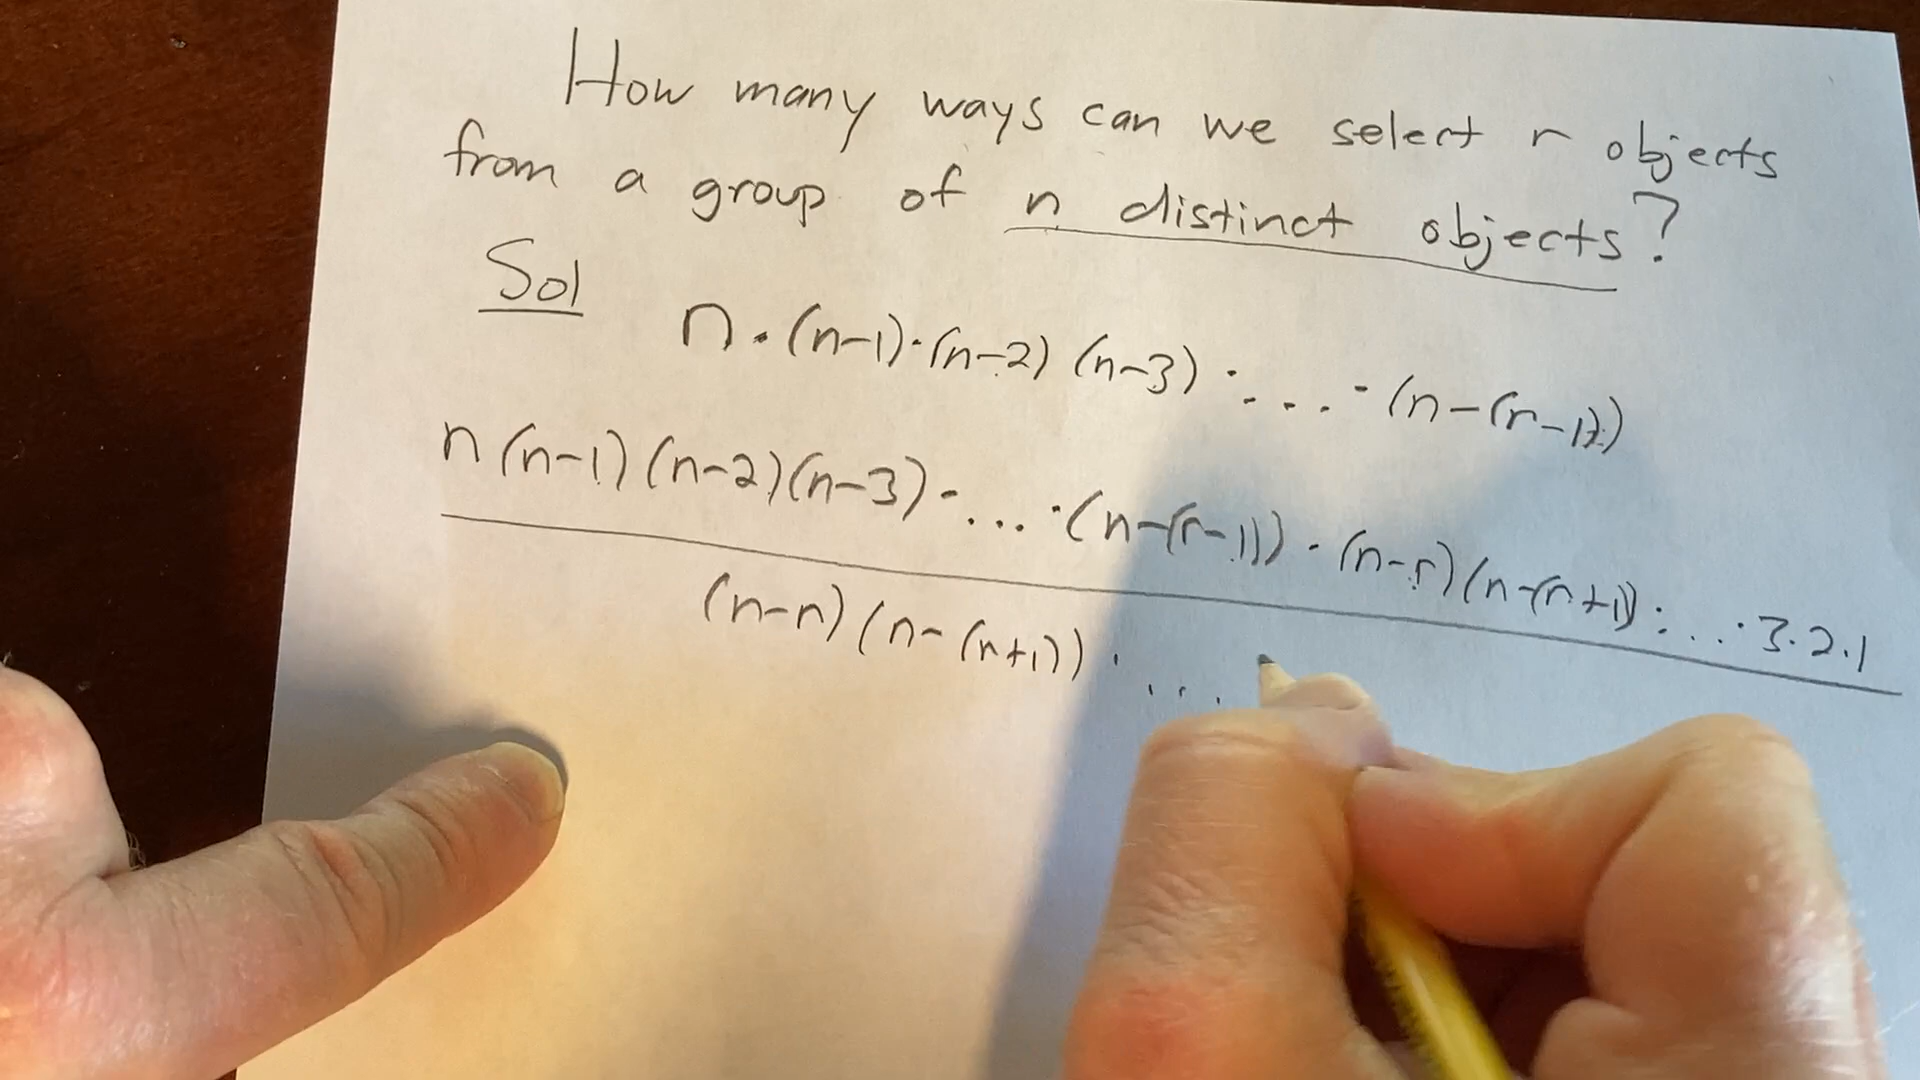 How many ways can we select r objects
from a group of n distinct objects?
Sol
n·(n-1)·(n-2)(n-3)·...·(n-(r-1))
n(n-1)(n-2)(n-3)·...·(n-(r-1))·(n-r)(n-(r+1)·...·3·2·1
(n-r)(n-(r+1))·...